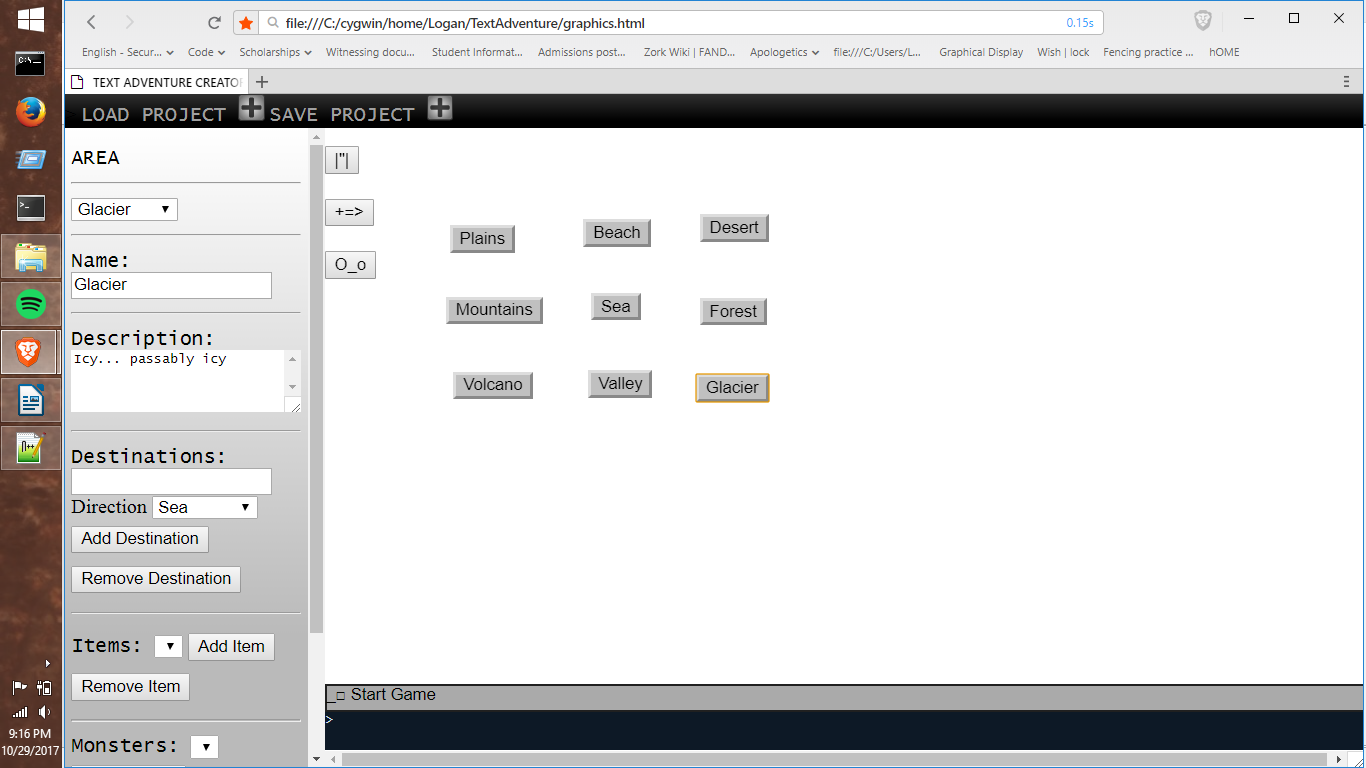 file:///C:/cygwin/home/Logan/TextAdventure/graphics.html 0.15s
English - Secur... Code Scholarships Witnessing docu... Student Informat... Admissions post... Zork Wiki | FAND... Apologetics file:///C:/Users/L... Graphical Display Wish | lock Fencing practice ... hOME
TEXT ADVENTURE CREATOR
LOAD PROJECT SAVE PROJECT
AREA
Glacier
Name:
Glacier
Description:
Icy... passably icy
Destinations:
Direction Sea
Add Destination
Remove Destination
Items: Add Item
Remove Item
Monsters:
|"|
+=>
O_o
Plains Beach Desert
Mountains Sea Forest
Volcano Valley Glacier
_□ Start Game
>
9:16 PM
10/29/2017